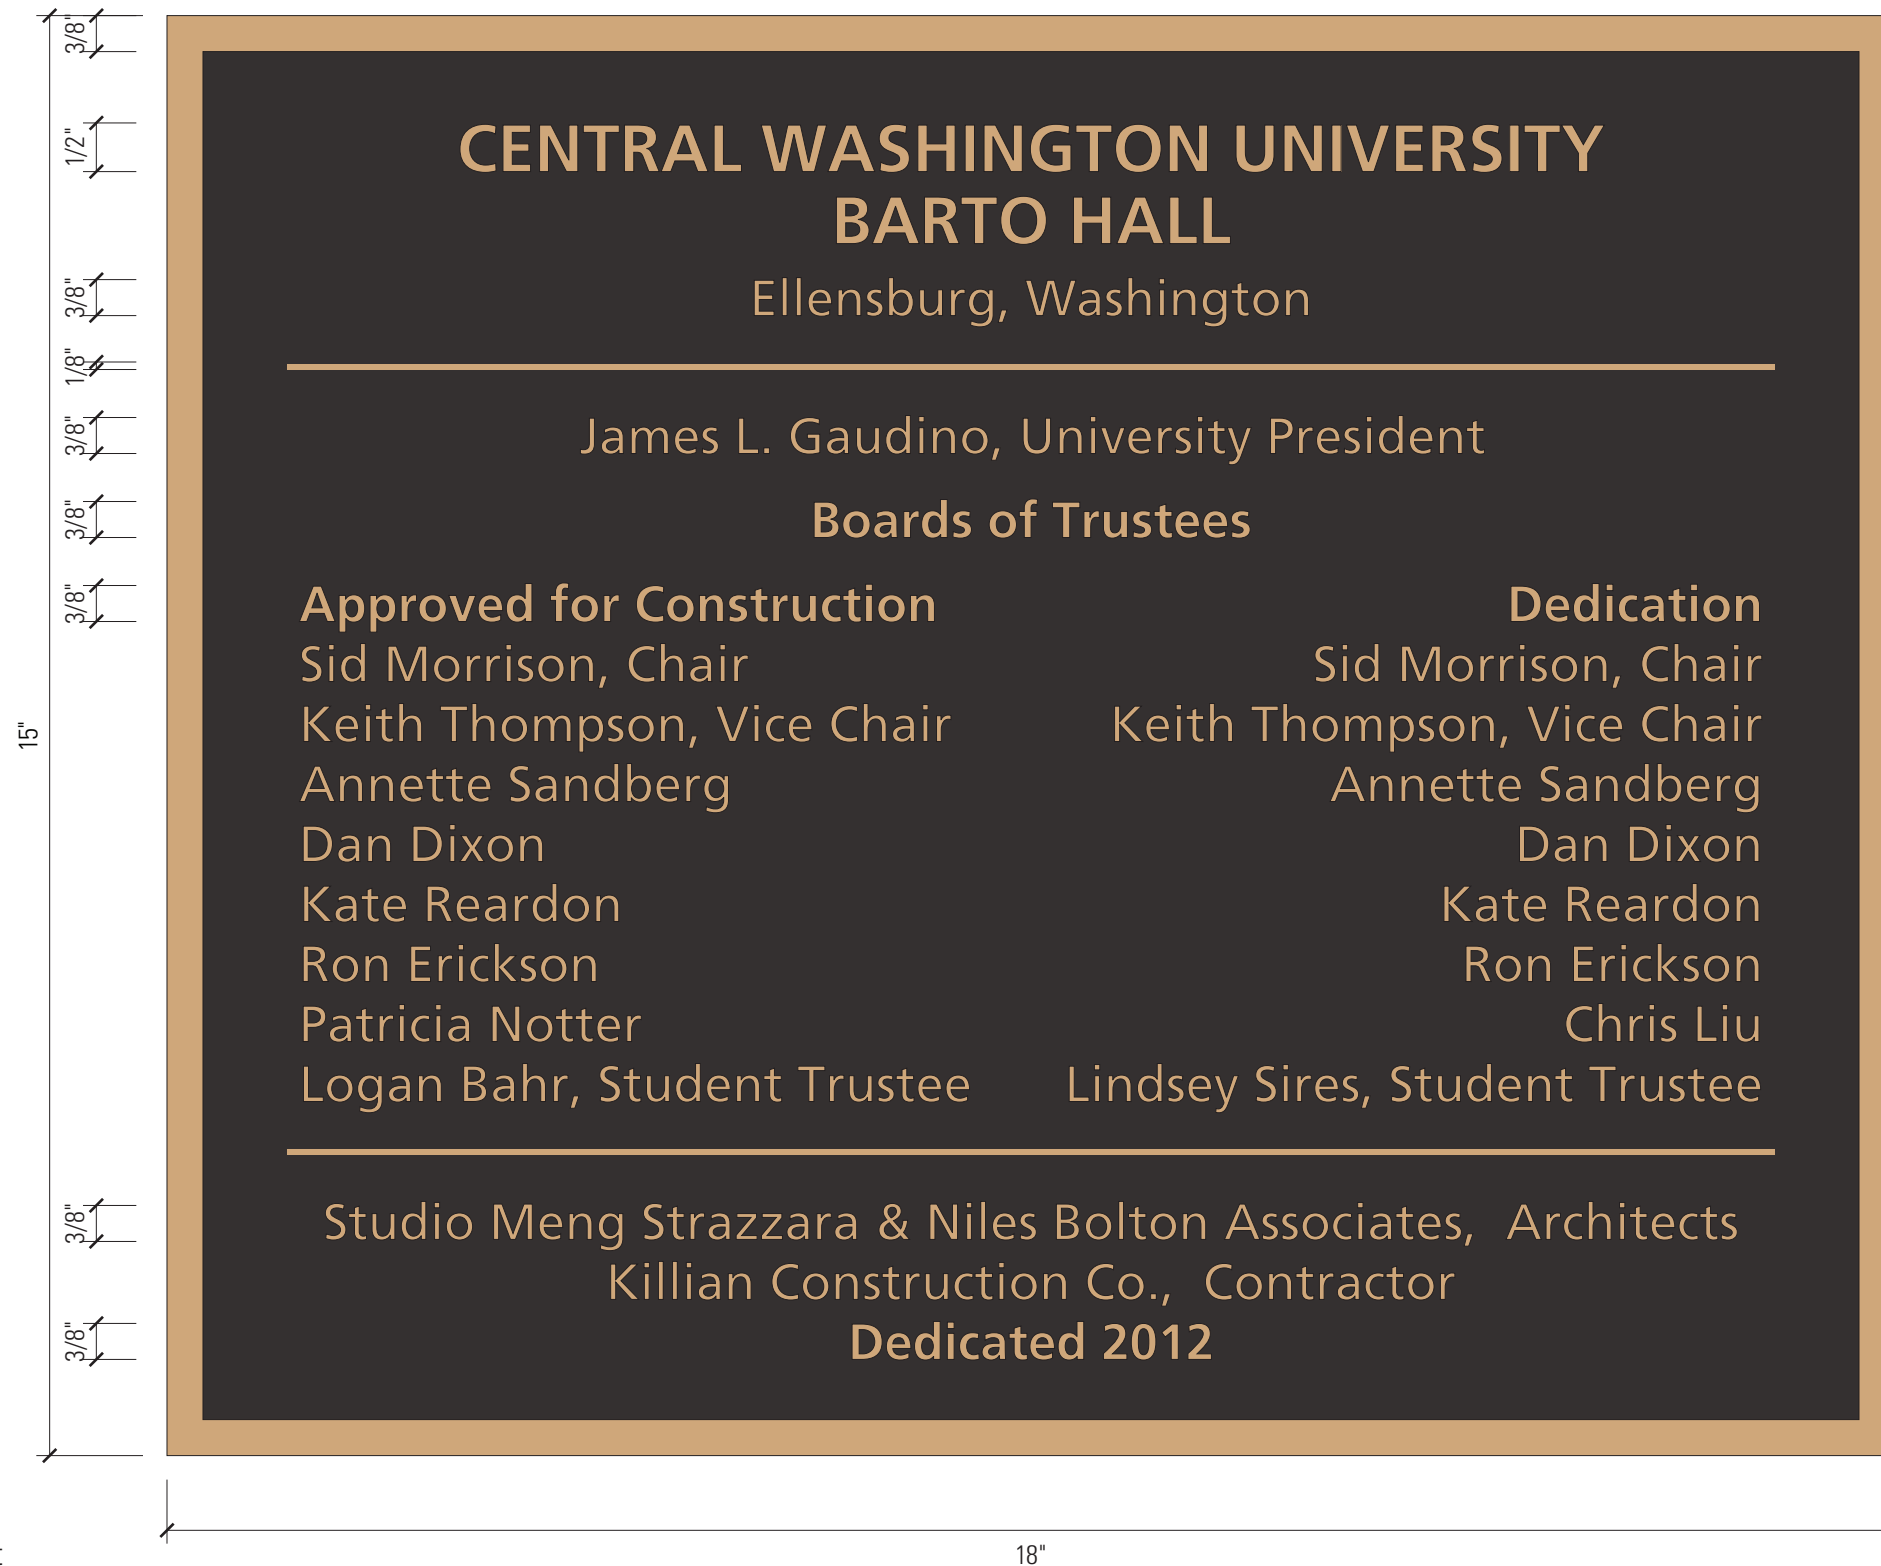 CENTRAL WASHINGTON UNIVERSITY
BARTO HALL
Ellensburg, Washington
James L. Gaudino, University President
Boards of Trustees
Approved for Construction Dedication
Sid Morrison, Chair Sid Morrison, Chair
Keith Thompson, Vice Chair Keith Thompson, Vice Chair
Annette Sandberg Annette Sandberg
Dan Dixon Dan Dixon
Kate Reardon Kate Reardon
Ron Erickson Ron Erickson
Patricia Notter Chris Liu
Logan Bahr, Student Trustee Lindsey Sires, Student Trustee
Studio Meng Strazzara & Niles Bolton Associates, Architects
Killian Construction Co., Contractor
Dedicated 2012
3/8"
1/2"
3/8"
1/8"
3/8"
3/8"
3/8"
15"
3/8"
3/8"
18"